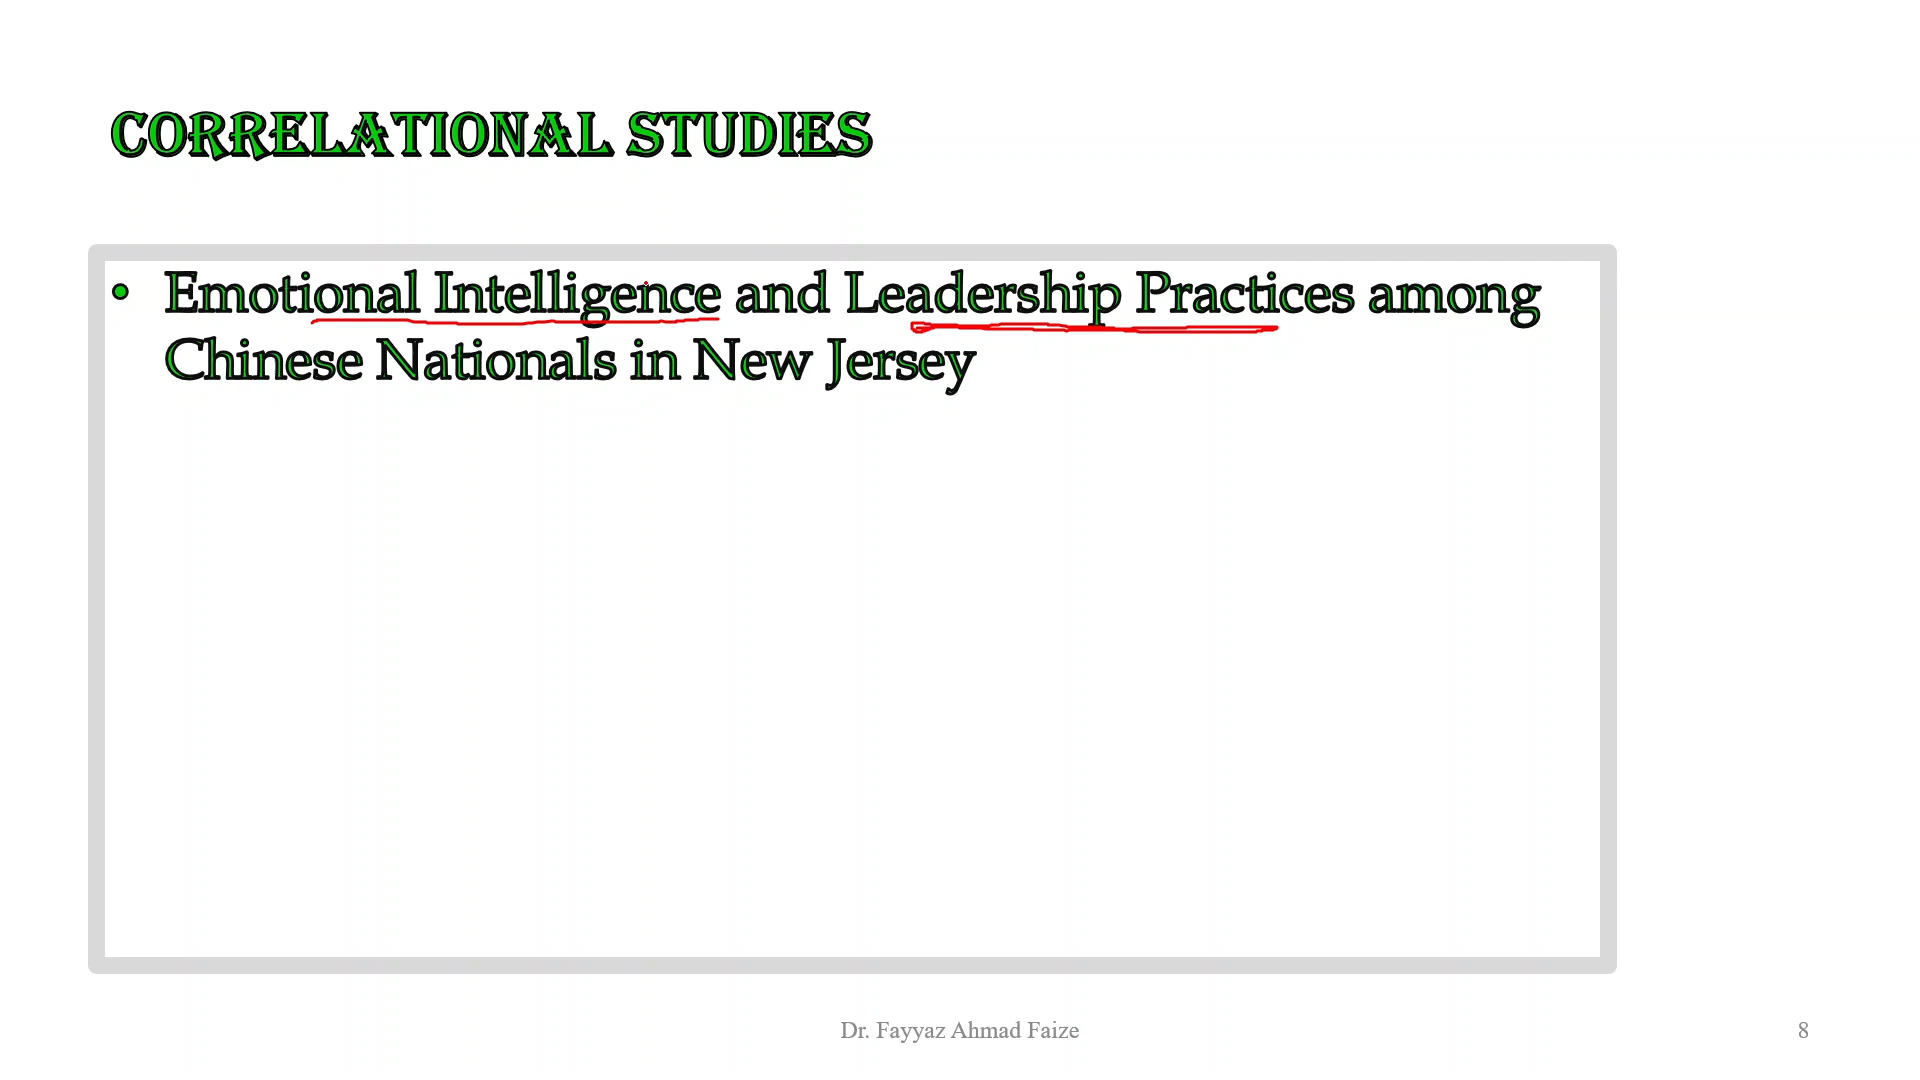 CORRELATIONAL STUDIES
• Emotional Intelligence and Leadership Practices among
Chinese Nationals in New Jersey
Dr. Fayyaz Ahmad Faize
8